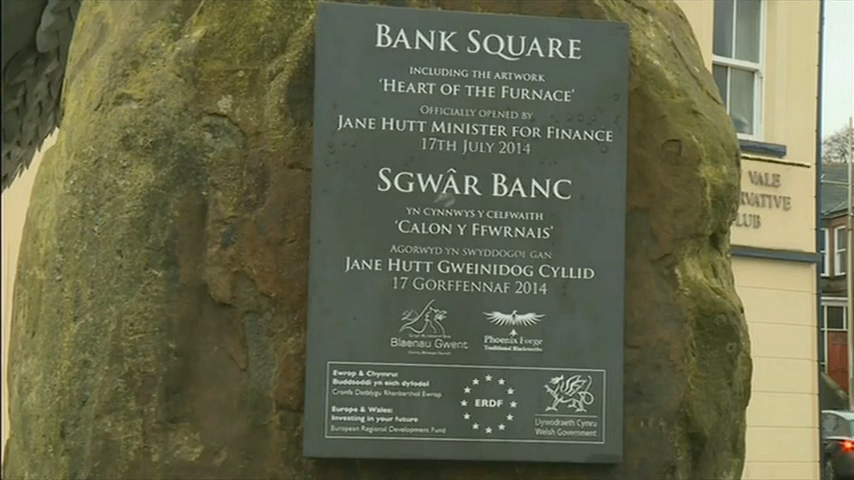 BANK SQUARE
INCLUDING THE ARTWORK
'HEART OF THE FURNACE'
OFFICIALLY OPENED BY
JANE HUTT MINISTER FOR FINANCE
17TH JULY 2014
SGWÂR BANC
YN CYNNWYS Y CELFWAITH
'CALON Y FFWRNAIS'
AGORWYD YN SWYDDOGOL GAN
JANE HUTT GWEINIDOG CYLLID
17 GORFFENNAF 2014
Blaenau Gwent
Phoenix Forge
Traditional Blacksmiths
Ewrop & Chymru:
Buddsoddi yn eich dyfodol
Cronfa Datblygu Rhanbarthol Ewrop
Europe & Wales:
Investing in your future
European Regional Development Fund
ERDF
Llywodraeth Cymru
Welsh Government
VALE
RVATIVE
LUB